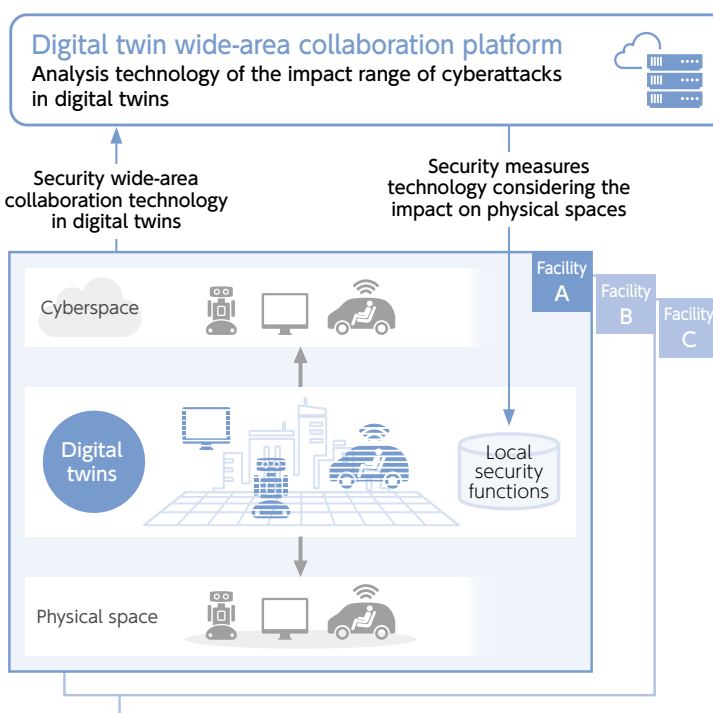 Digital twin wide-area collaboration platform
Analysis technology of the impact range of cyberattacks
in digital twins
Security wide-area
collaboration technology
in digital twins
Security measures
technology considering the
impact on physical spaces
Facility
A
Facility
B
Facility
C
Cyberspace
Digital
twins
Local
security
functions
Physical space